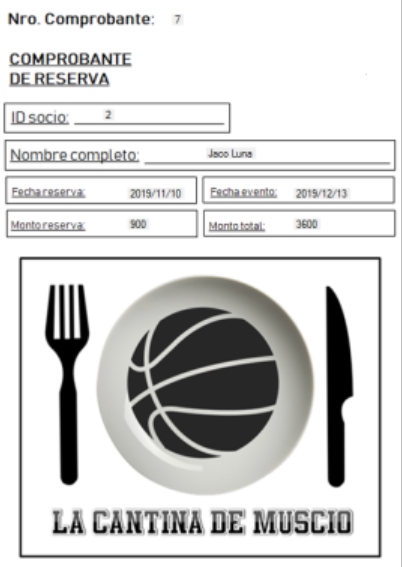 Nro. Comprobante: 7
COMPROBANTE
DE RESERVA
ID socio: 2
Nombre completo: Jaco Luna
Fecha reserva: 2019/11/10 Fecha evento: 2019/12/13
Monto reserva: 900 Monto total: 3600
LA CANTINA DE MUSCIO